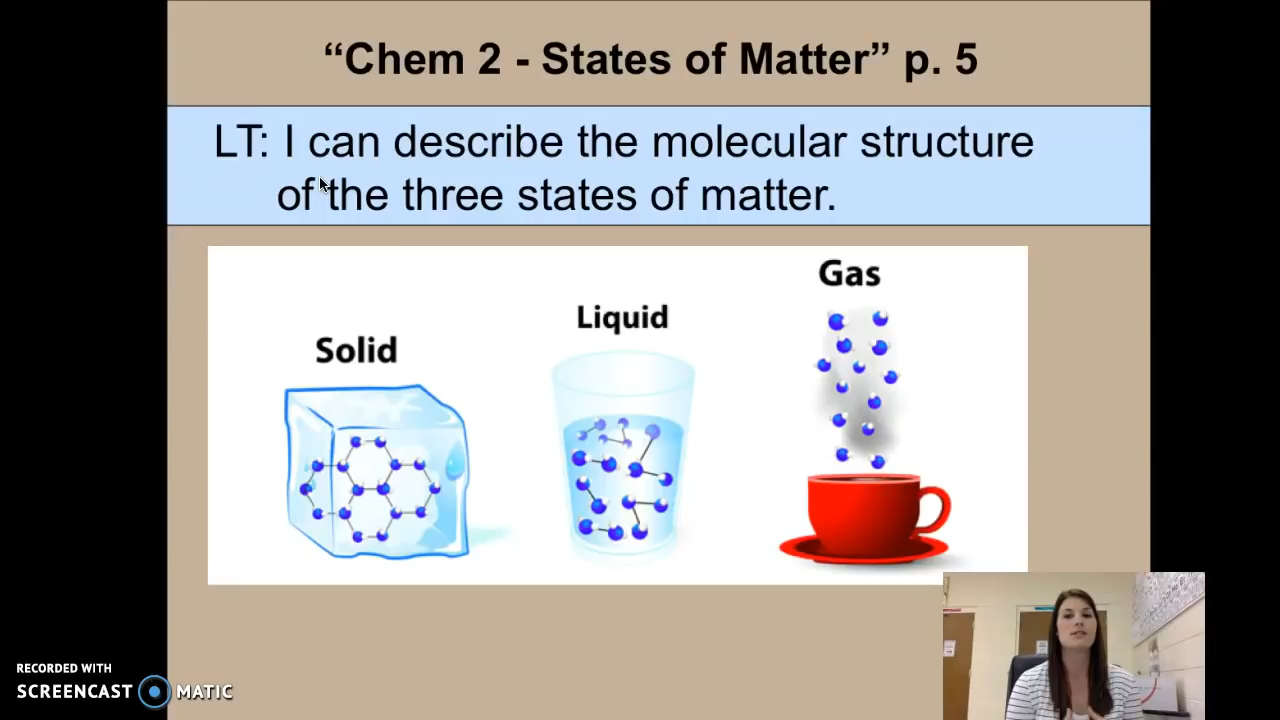 “Chem 2 - States of Matter” p. 5
LT: I can describe the molecular structure
of the three states of matter.
Solid
Liquid
Gas
RECORDED WITH
SCREENCAST MATIC